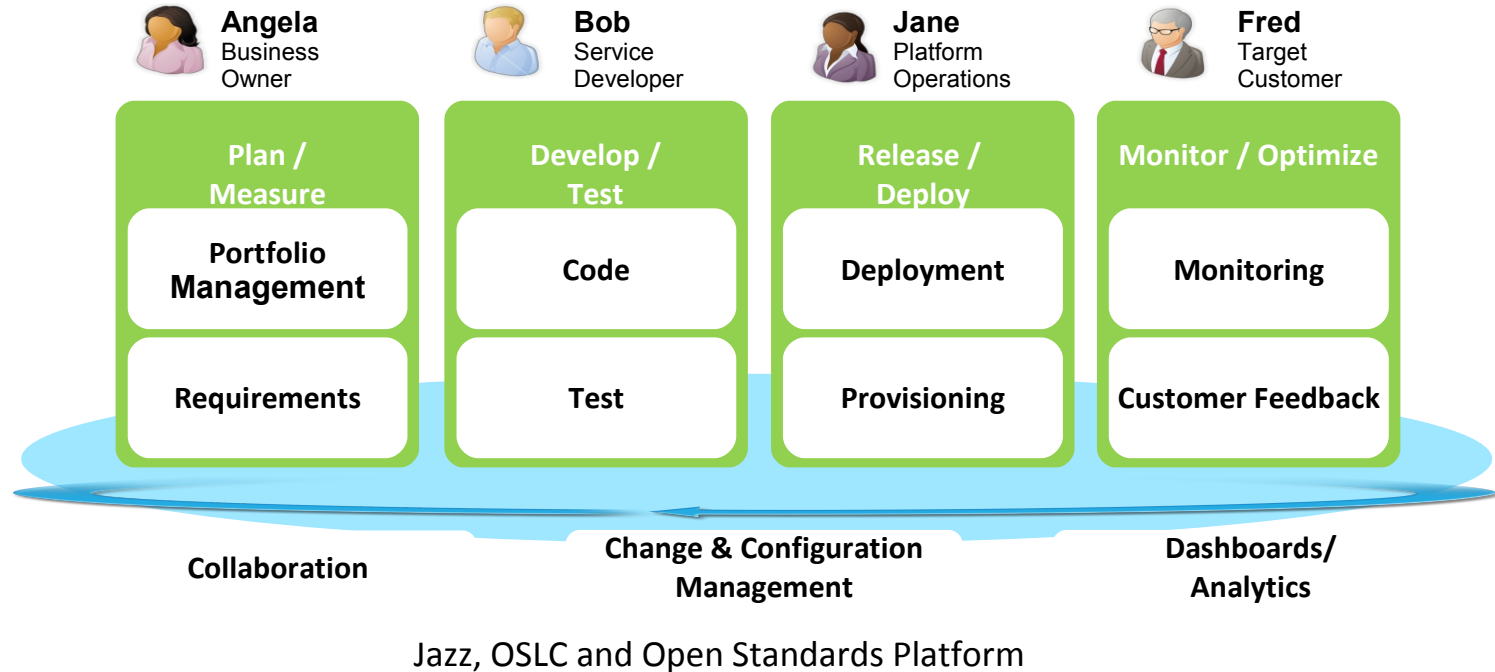 Angela
Business
Owner
Bob
Service
Developer
Jane
Platform
Operations
Fred
Target
Customer
Plan /
Measure
Portfolio
Management
Requirements
Develop /
Test
Code
Test
Release /
Deploy
Deployment
Provisioning
Monitor / Optimize
Monitoring
Customer Feedback
Collaboration
Change & Configuration
Management
Dashboards/
Analytics
Jazz, OSLC and Open Standards Platform